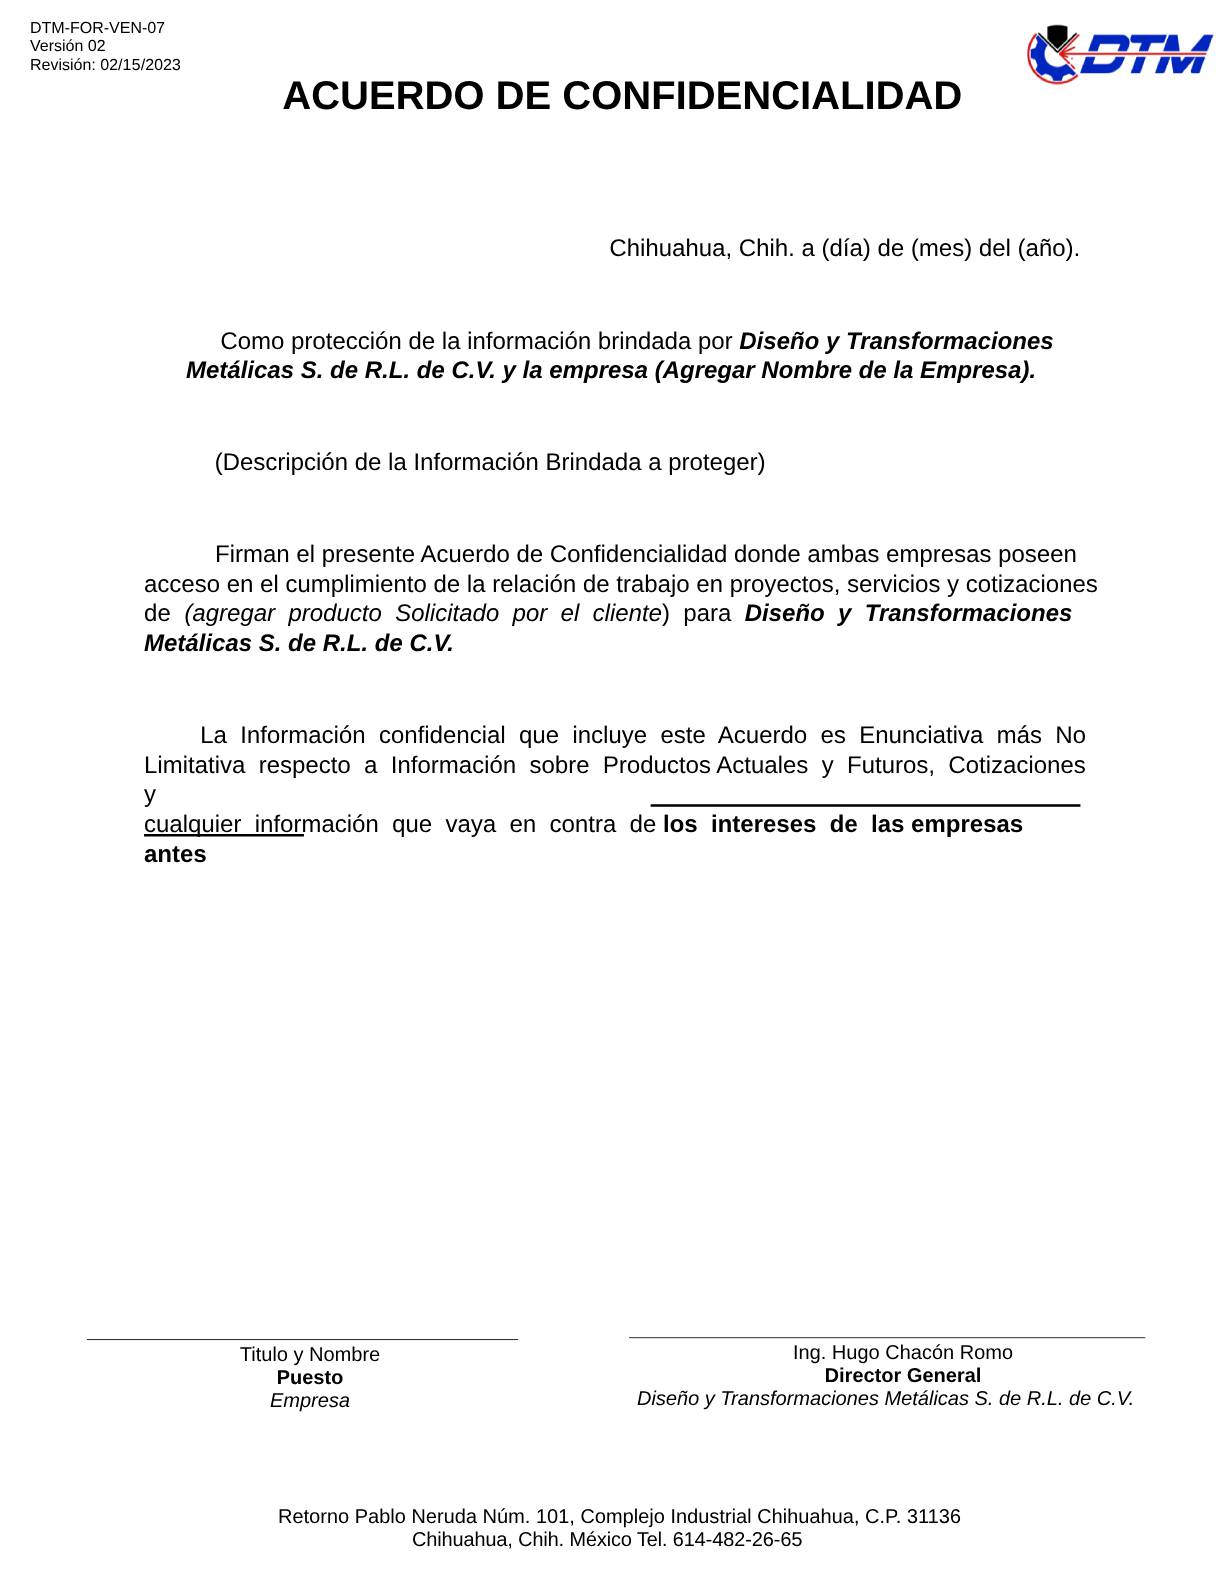 DTM-FOR-VEN-07
Versión 02
Revisión: 02/15/2023
DTM
ACUERDO DE CONFIDENCIALIDAD
Chihuahua, Chih. a (día) de (mes) del (año).
Como protección de la información brindada por Diseño y Transformaciones
Metálicas S. de R.L. de C.V. y la empresa (Agregar Nombre de la Empresa).
(Descripción de la Información Brindada a proteger)
Firman el presente Acuerdo de Confidencialidad donde ambas empresas poseen
acceso en el cumplimiento de la relación de trabajo en proyectos, servicios y cotizaciones
de (agregar producto Solicitado por el cliente) para Diseño y Transformaciones
Metálicas S. de R.L. de C.V.
La Información confidencial que incluye este Acuerdo es Enunciativa más No
Limitativa respecto a Información sobre Productos Actuales y Futuros, Cotizaciones
y
cualquier información que vaya en contra de los intereses de las empresas
antes
Titulo y Nombre
Puesto
Empresa
Ing. Hugo Chacón Romo
Director General
Diseño y Transformaciones Metálicas S. de R.L. de C.V.
Retorno Pablo Neruda Núm. 101, Complejo Industrial Chihuahua, C.P. 31136
Chihuahua, Chih. México Tel. 614-482-26-65